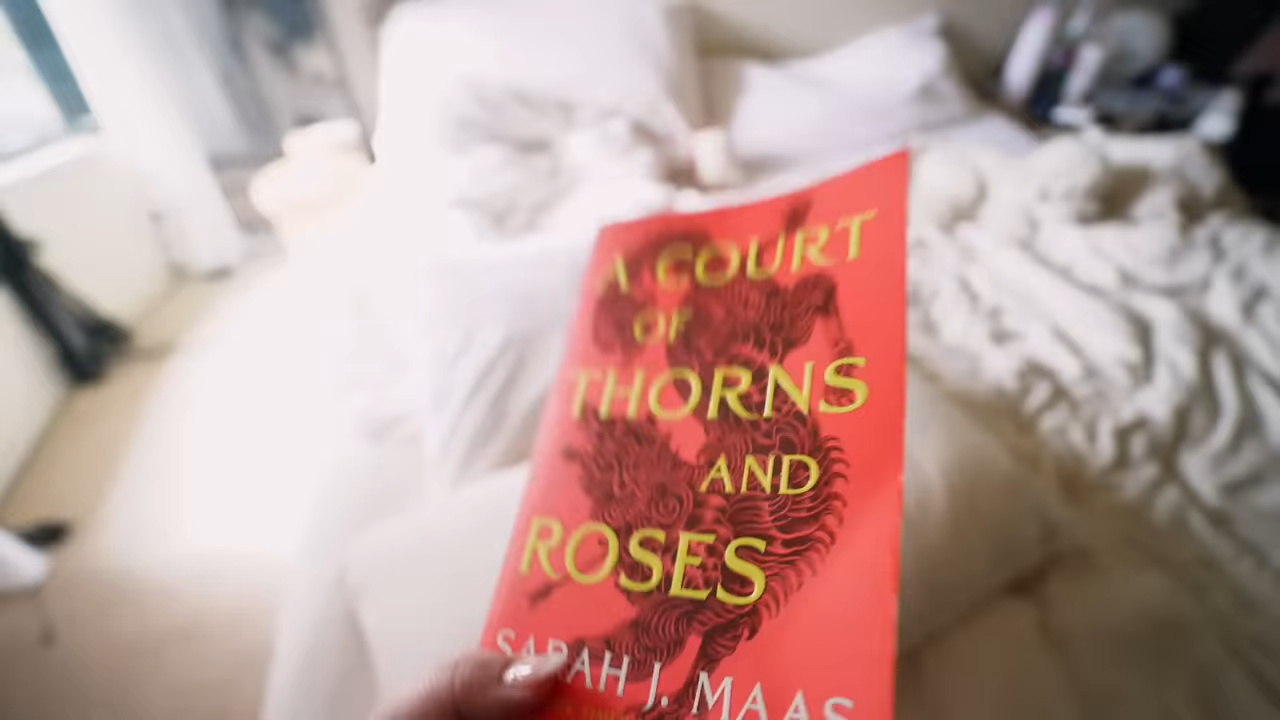 A COURT
OF
THORNS
AND
ROSES
SARAH J. MAAS